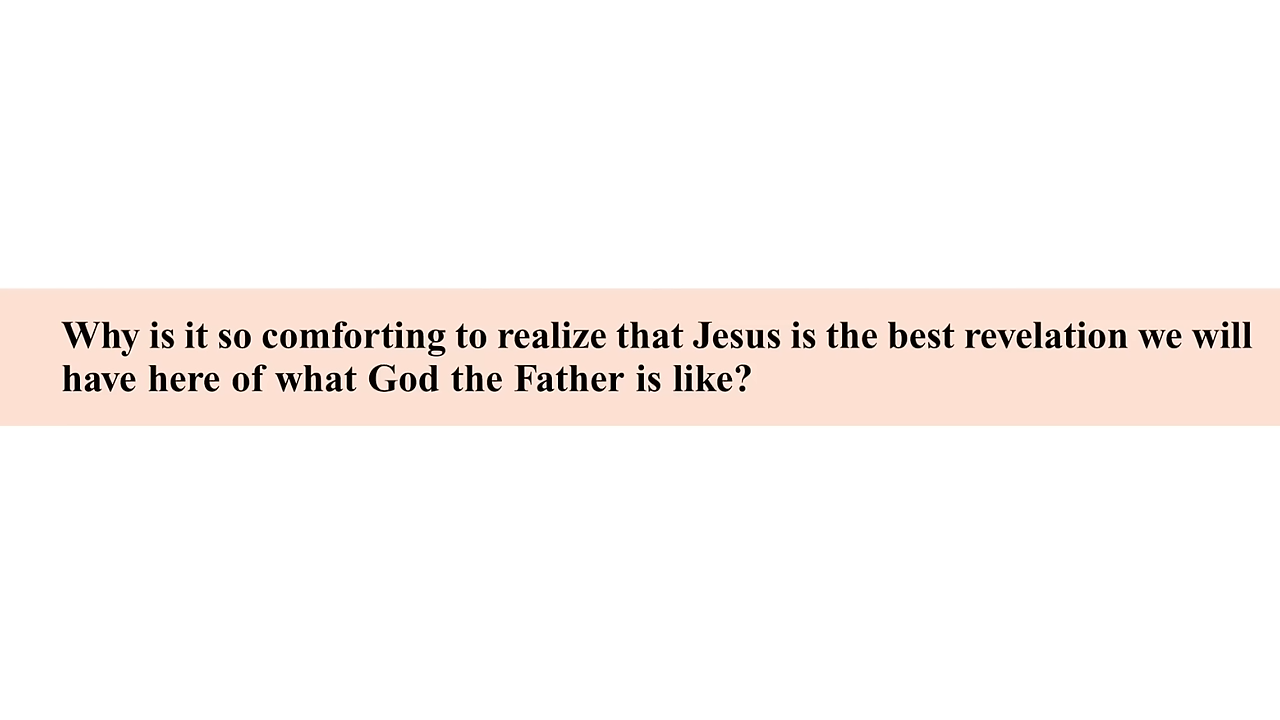 Why is it so comforting to realize that Jesus is the best revelation we will
have here of what God the Father is like?